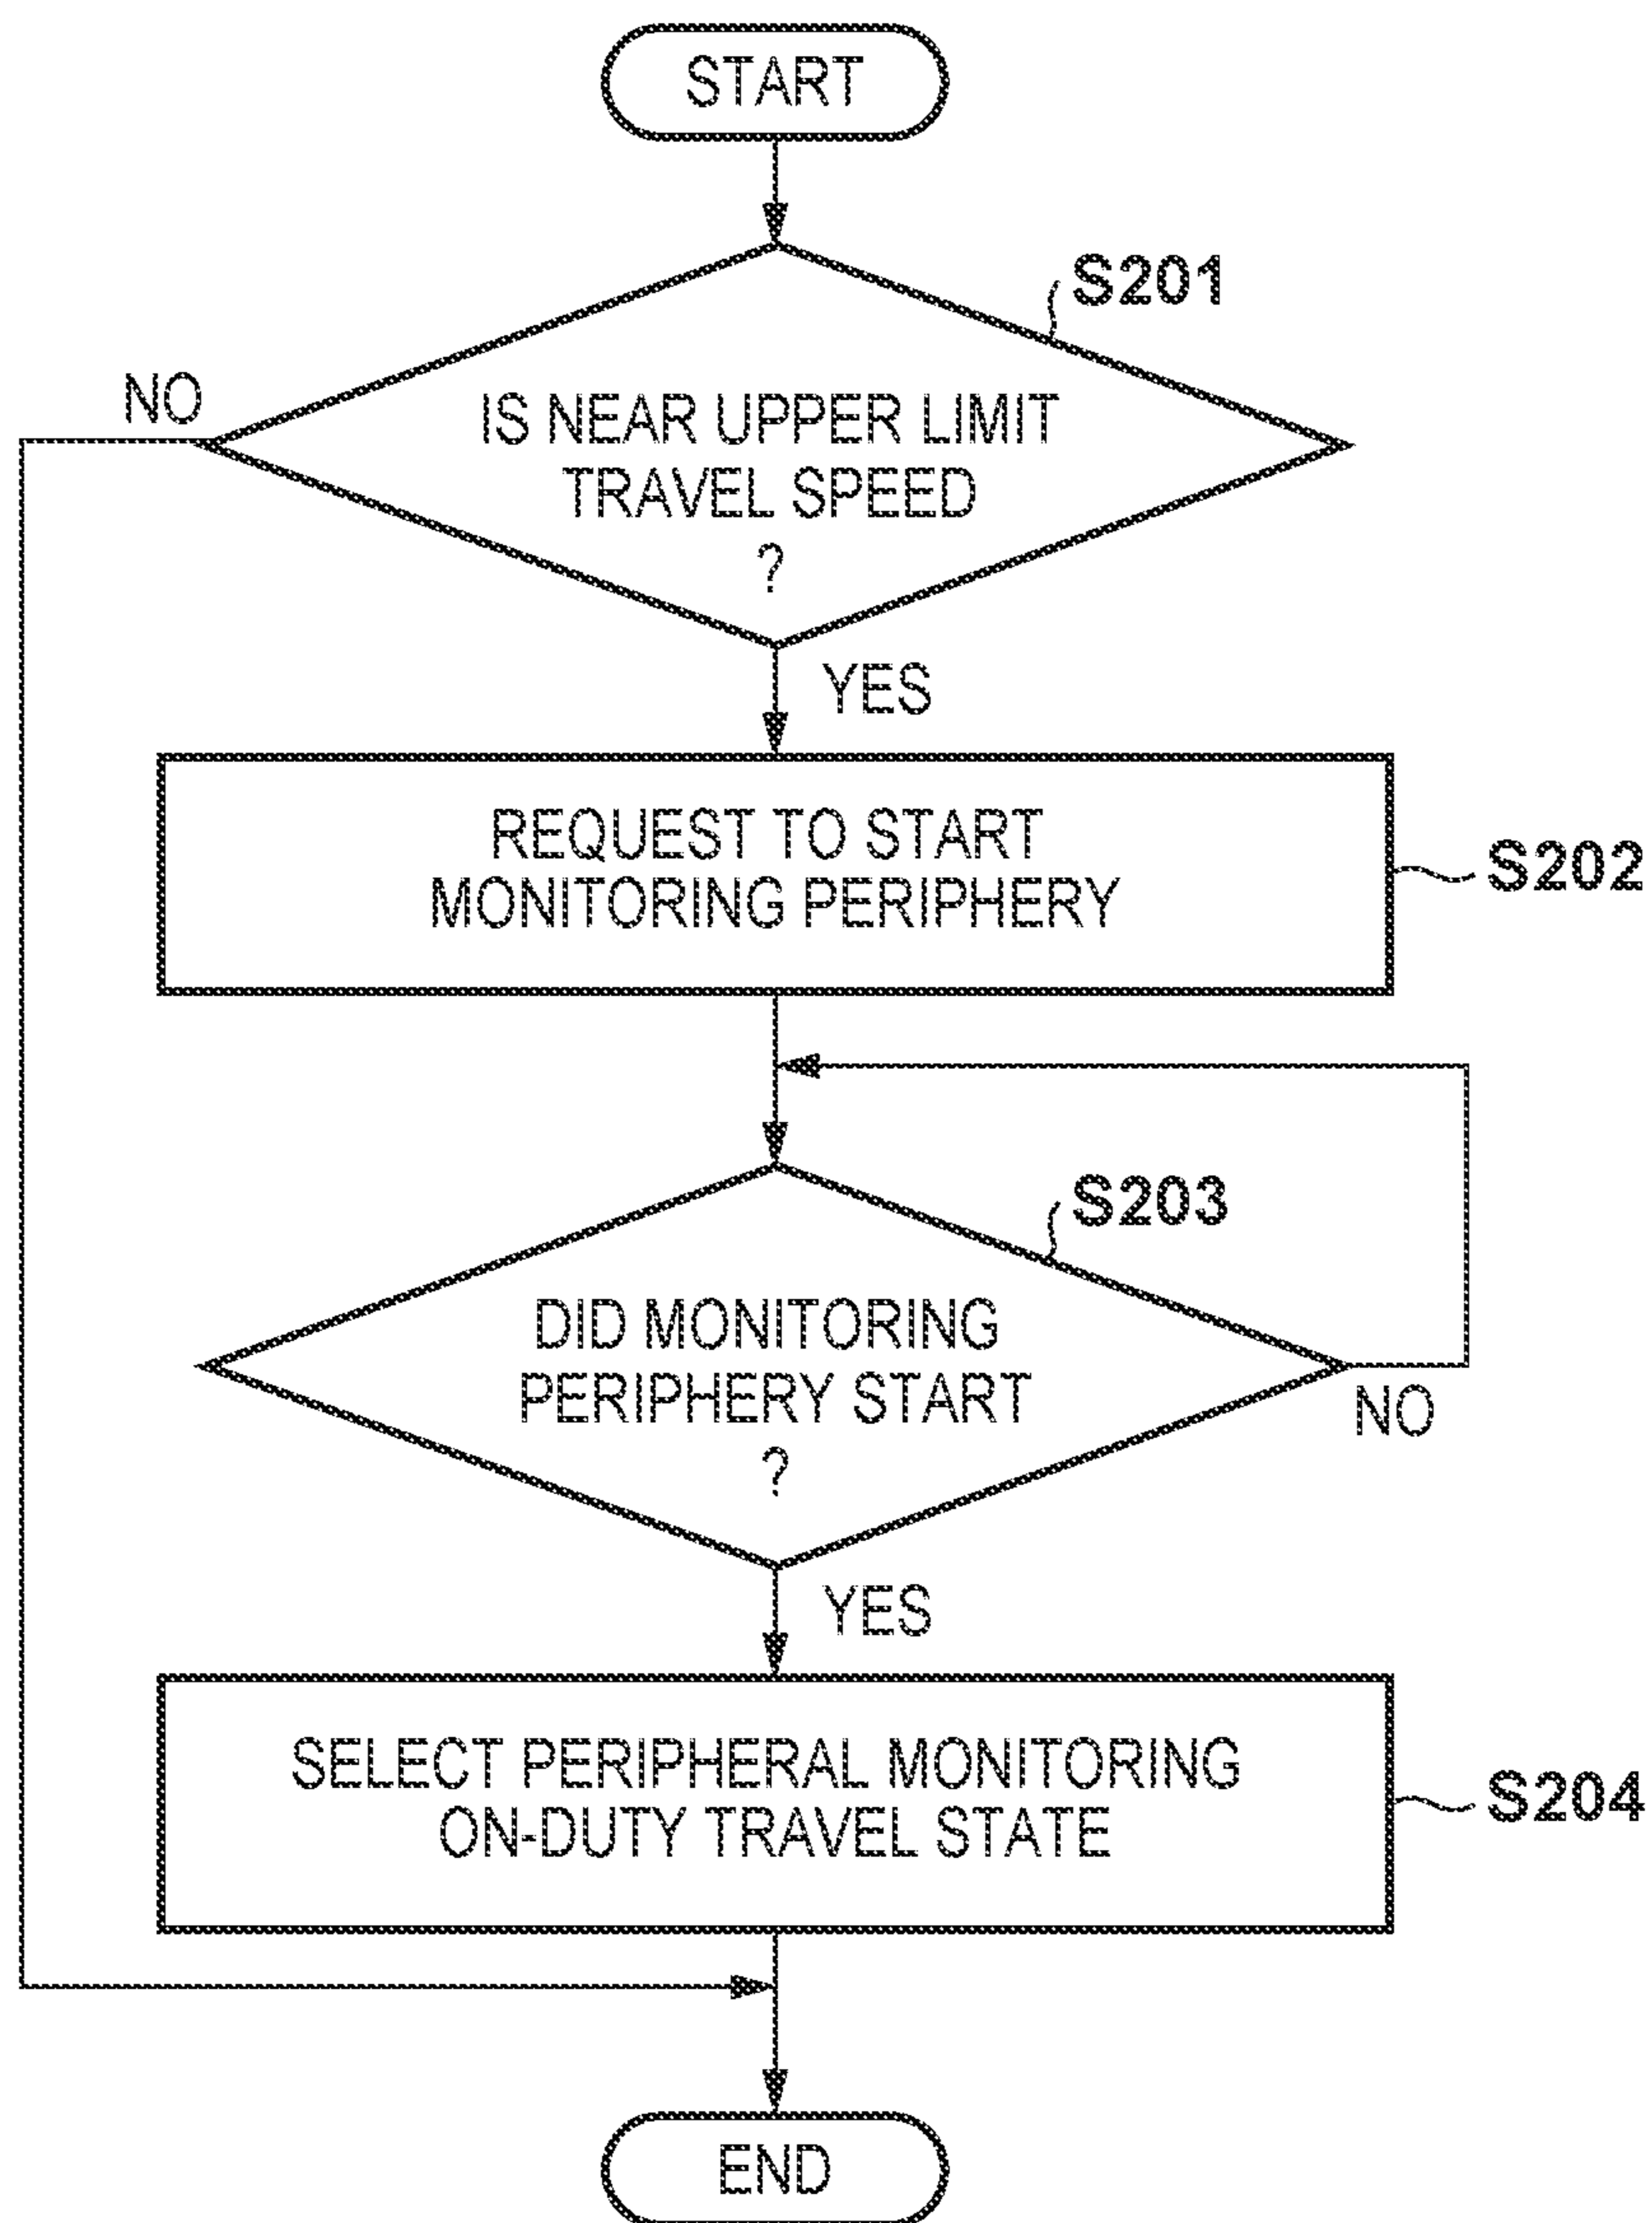 START
S201
NO
IS NEAR UPPER LIMIT
TRAVEL SPEED
?
YES
REQUEST TO START
MONITORING PERIPHERY
S202
S203
DID MONITORING
PERIPHERY START
?
NO
YES
SELECT PERIPHERAL MONITORING
ON-DUTY TRAVEL STATE
S204
END